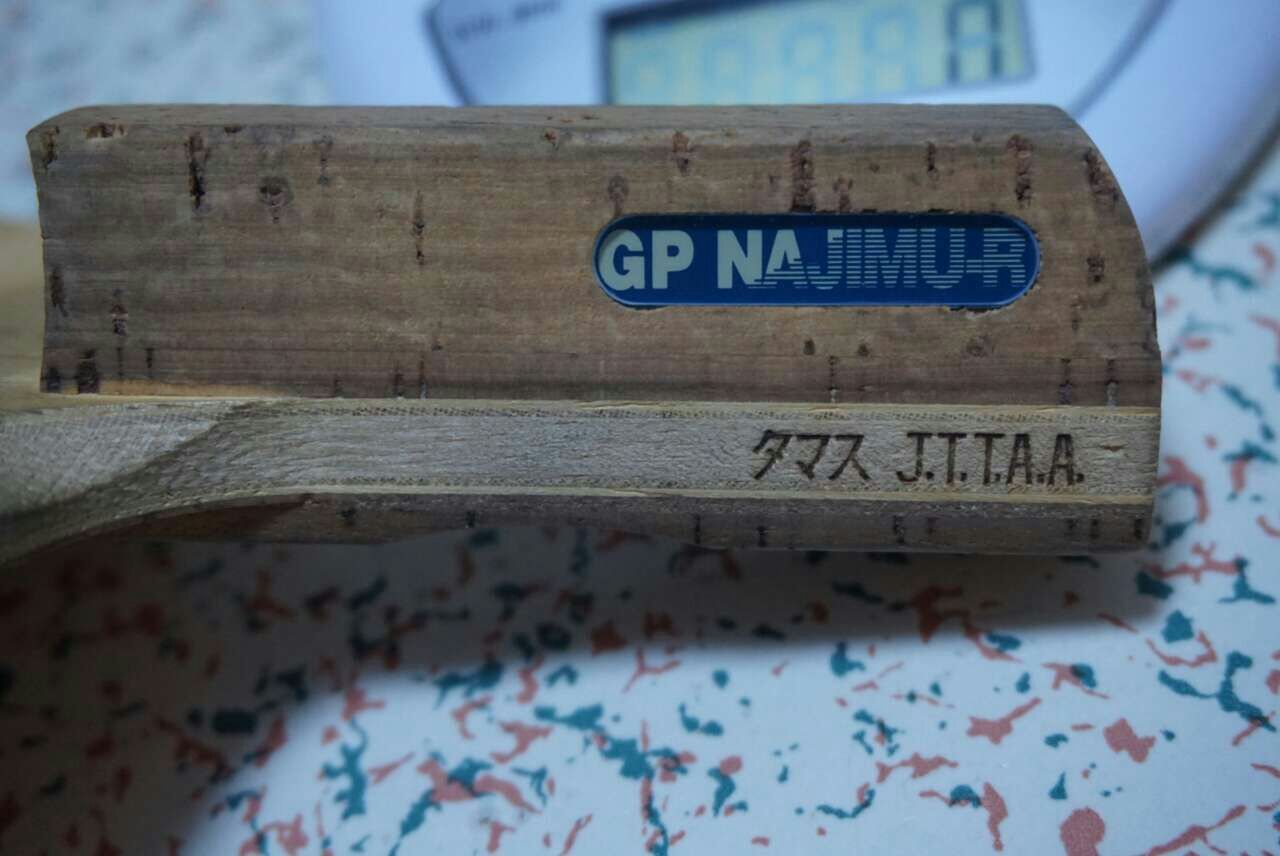 GP NAJIMU-R
タマス J.T.T.A.A.